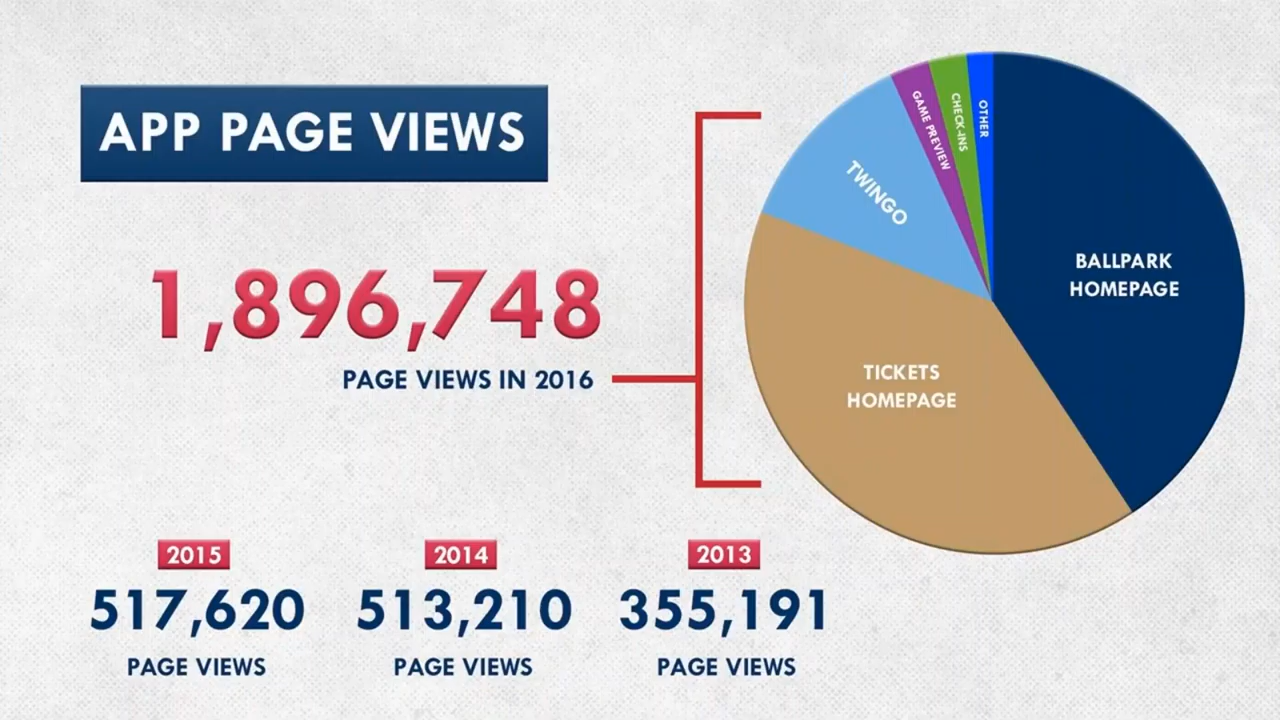 APP PAGE VIEWS
1,896,748
PAGE VIEWS IN 2016
OTHER
CHECK-INS
GAME PREVIEW
TWINGO
BALLPARK
HOMEPAGE
TICKETS
HOMEPAGE
2015
517,620
PAGE VIEWS
2014
513,210
PAGE VIEWS
2013
355,191
PAGE VIEWS